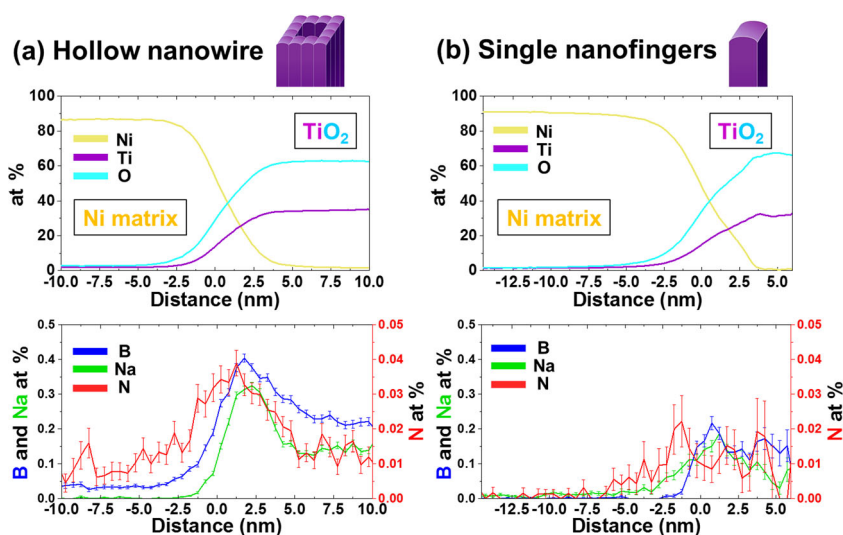 (a) Hollow nanowire
(b) Single nanofingers
100
80
60
40
20
0
at %
Ni
Ti
O
TiO2
Ni matrix
-10.0 -7.5 -5.0 -2.5 0.0 2.5 5.0 7.5 10.0
Distance (nm)
100
80
60
40
20
0
at %
Ni
Ti
O
TiO2
Ni matrix
-12.5 -10.0 -7.5 -5.0 -2.5 0.0 2.5 5.0
Distance (nm)
0.5
0.4
0.3
0.2
0.1
0.0
B and Na at %
B
Na
N
0.05
0.04
0.03
0.02
0.01
0.00
N at %
-10.0 -7.5 -5.0 -2.5 0.0 2.5 5.0 7.5 10.0
Distance (nm)
0.5
0.4
0.3
0.2
0.1
0.0
B and Na at %
B
Na
N
0.05
0.04
0.03
0.02
0.01
0.00
N at %
-12.5 -10.0 -7.5 -5.0 -2.5 0.0 2.5 5.0
Distance (nm)